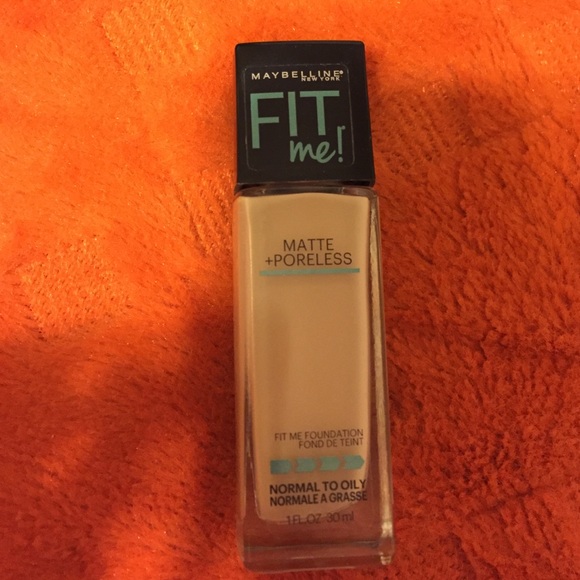 MAYBELLINE®
NEW YORK
FIT
me!
MATTE
+PORELESS
FIT ME FOUNDATION
FOND DE TEINT
NORMAL TO OILY
NORMALE A GRASSE
1 FL. OZ. 30 ml